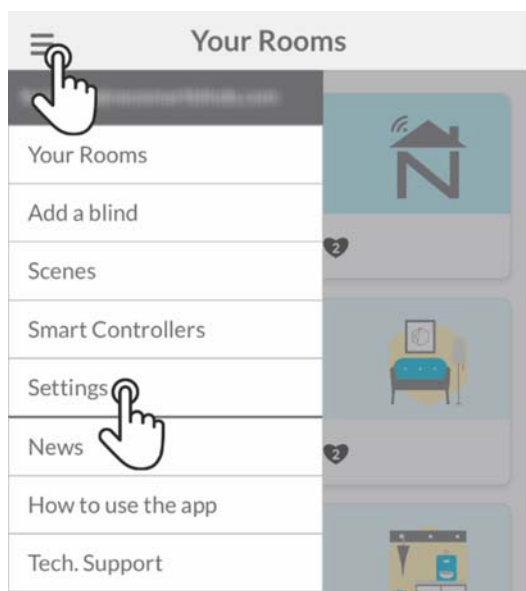 Your Rooms
Your Rooms
Add a blind
2
Scenes
Smart Controllers
Settings
News
2
How to use the app
Tech. Support